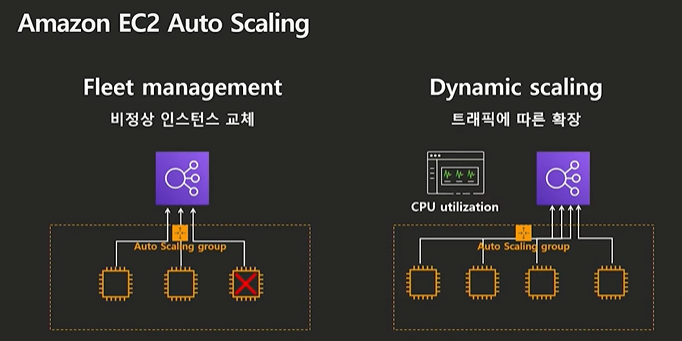 Amazon EC2 Auto Scaling
Fleet management
비정상 인스턴스 교체
Auto Scaling group
Dynamic scaling
트래픽에 따른 확장
CPU utilization
Auto Scaling group